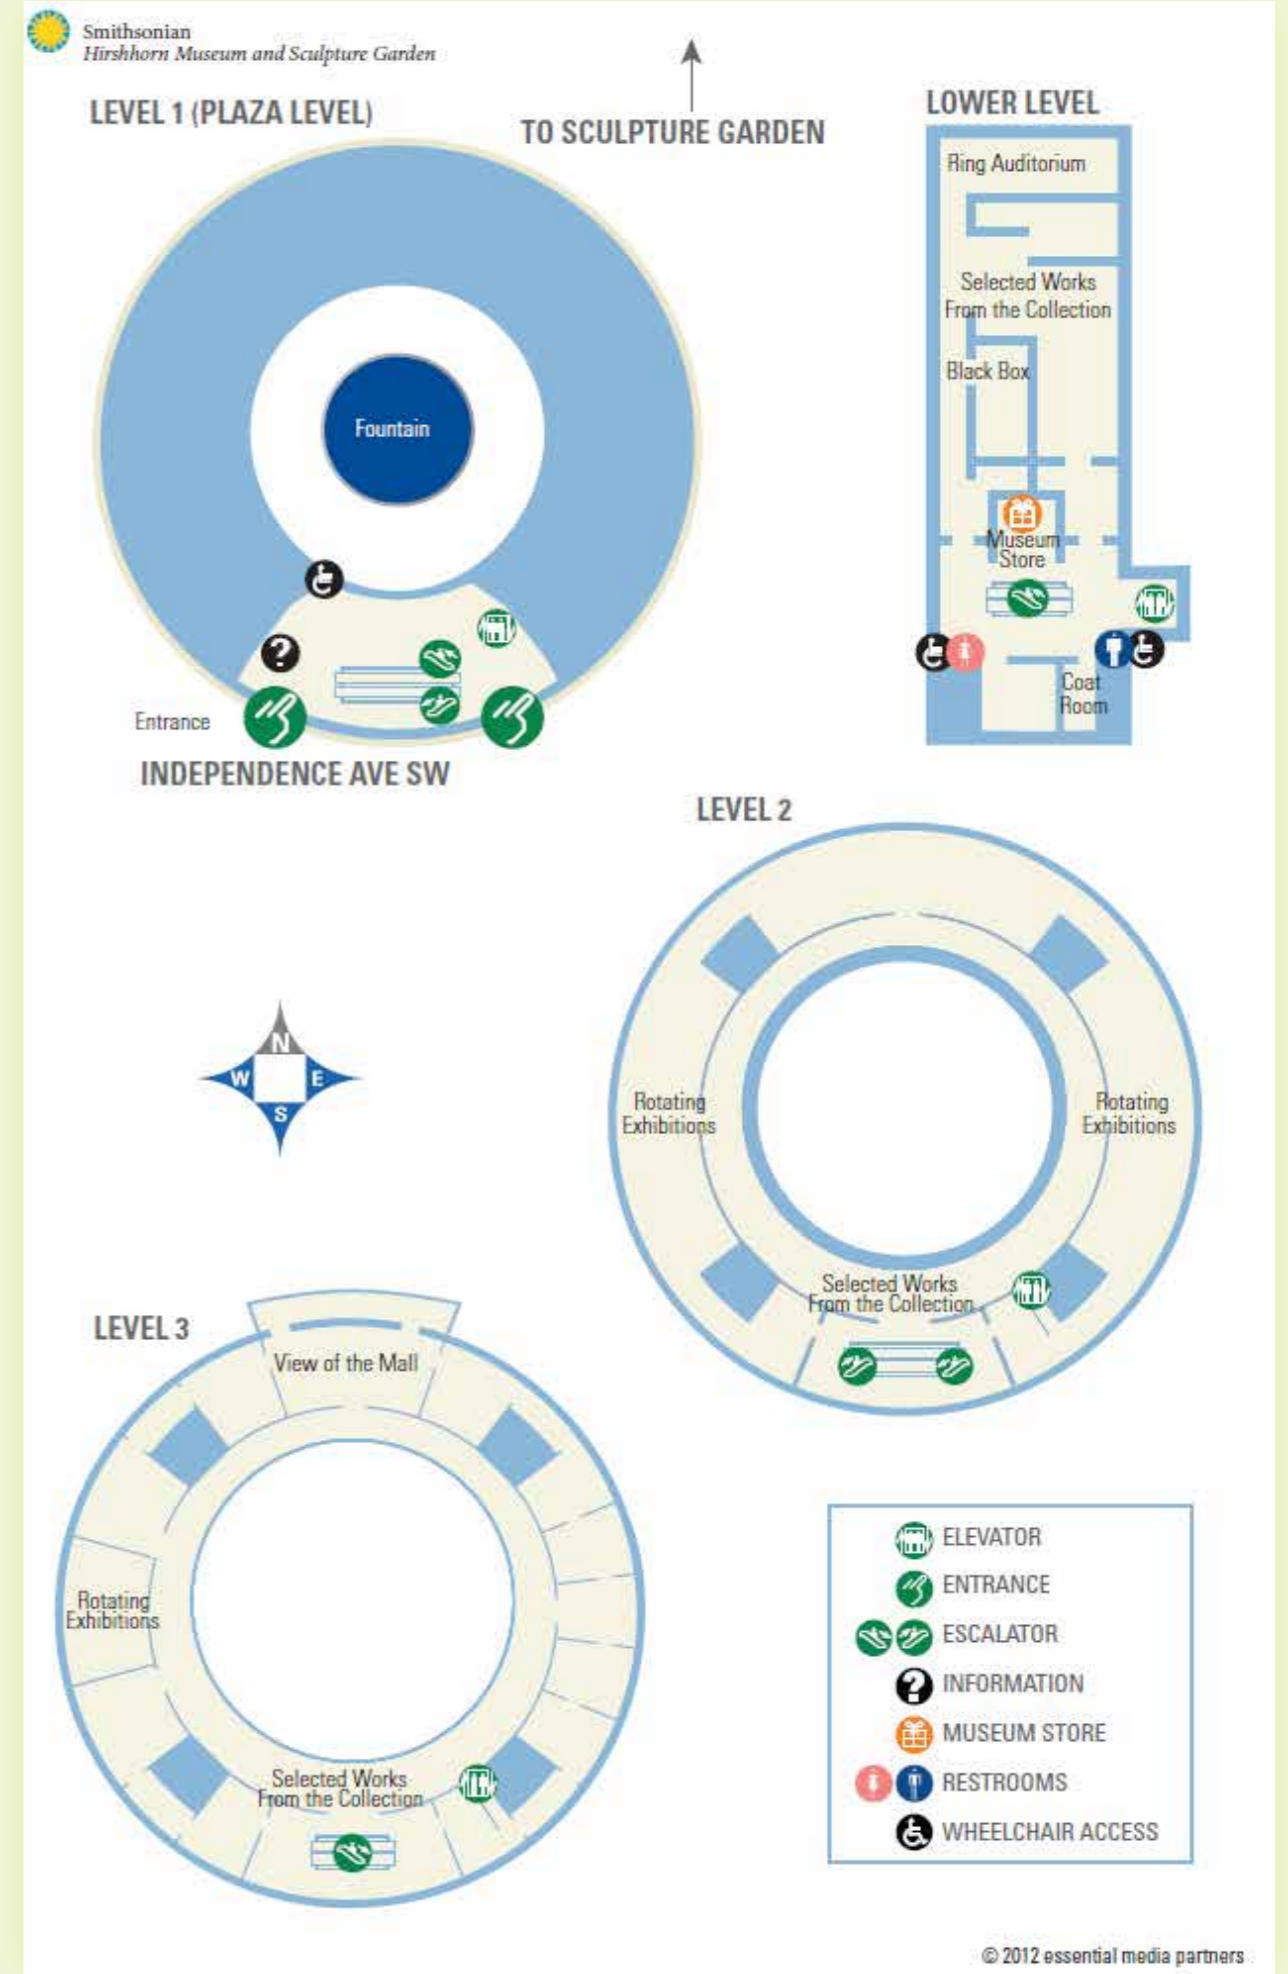 Smithsonian
Hirshhorn Museum and Sculpture Garden
LEVEL 1 (PLAZA LEVEL)
TO SCULPTURE GARDEN
LOWER LEVEL
Ring Auditorium
Selected Works
From the Collection
Black Box
Museum
Store
Coat
Room
Fountain
?
Entrance
INDEPENDENCE AVE SW
LEVEL 2
Rotating
Exhibitions
Rotating
Exhibitions
Selected Works
From the Collection
N
W E
S
LEVEL 3
View of the Mall
Rotating
Exhibitions
Selected Works
From the Collection
ELEVATOR
ENTRANCE
ESCALATOR
? INFORMATION
MUSEUM STORE
RESTROOMS
WHEELCHAIR ACCESS
© 2012 essential media partners